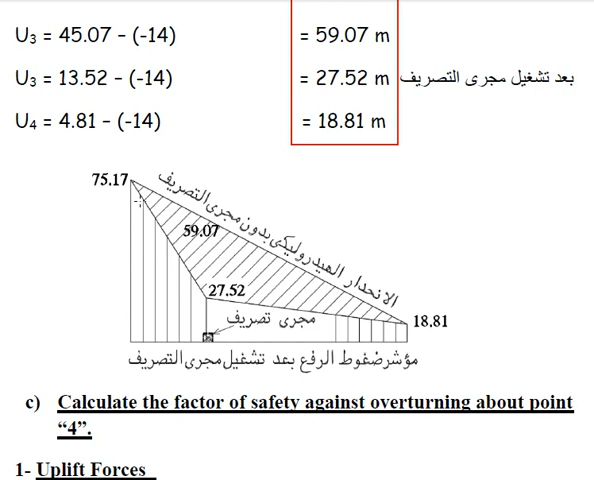 U₃ = 45.07 – (-14) = 59.07 m
U₃ = 13.52 – (-14) = 27.52 m بعد تشغيل مجرى التصريف
U₄ = 4.81 – (-14) = 18.81 m
75.17
الانحدار الهيدروليكى بدون مجرى التصريف
59.07
27.52
مجرى تصريف
18.81
مؤشر ضغوط الرفع بعد تشغيل مجرى التصريف
c) Calculate the factor of safety against overturning about point
“4”.
1- Uplift Forces